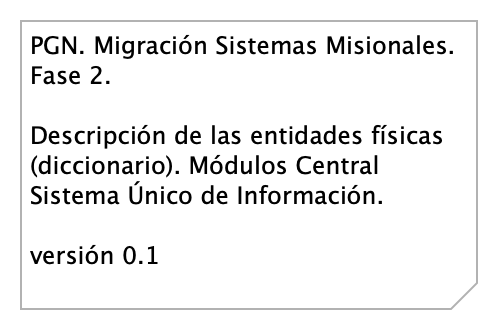 PGN. Migración Sistemas Misionales.
Fase 2.
Descripción de las entidades físicas
(diccionario). Módulos Central
Sistema Único de Información.
versión 0.1